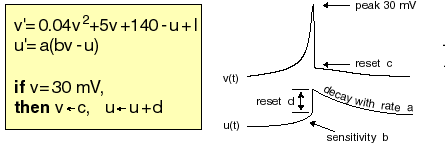 v'= 0.04v²+5v+140 - u + I
u'= a(bv - u)
if v = 30 mV,
then v←c, u←u+d
peak 30 mV
reset c
v(t)
reset d
decay with rate a
u(t)
sensitivity b